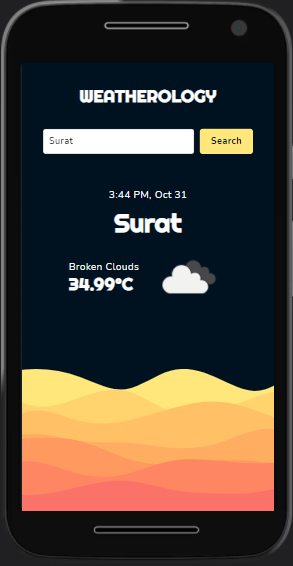 WEATHEROLOGY
Surat
Search
3:44 PM, Oct 31
Surat
Broken Clouds
34.99°C